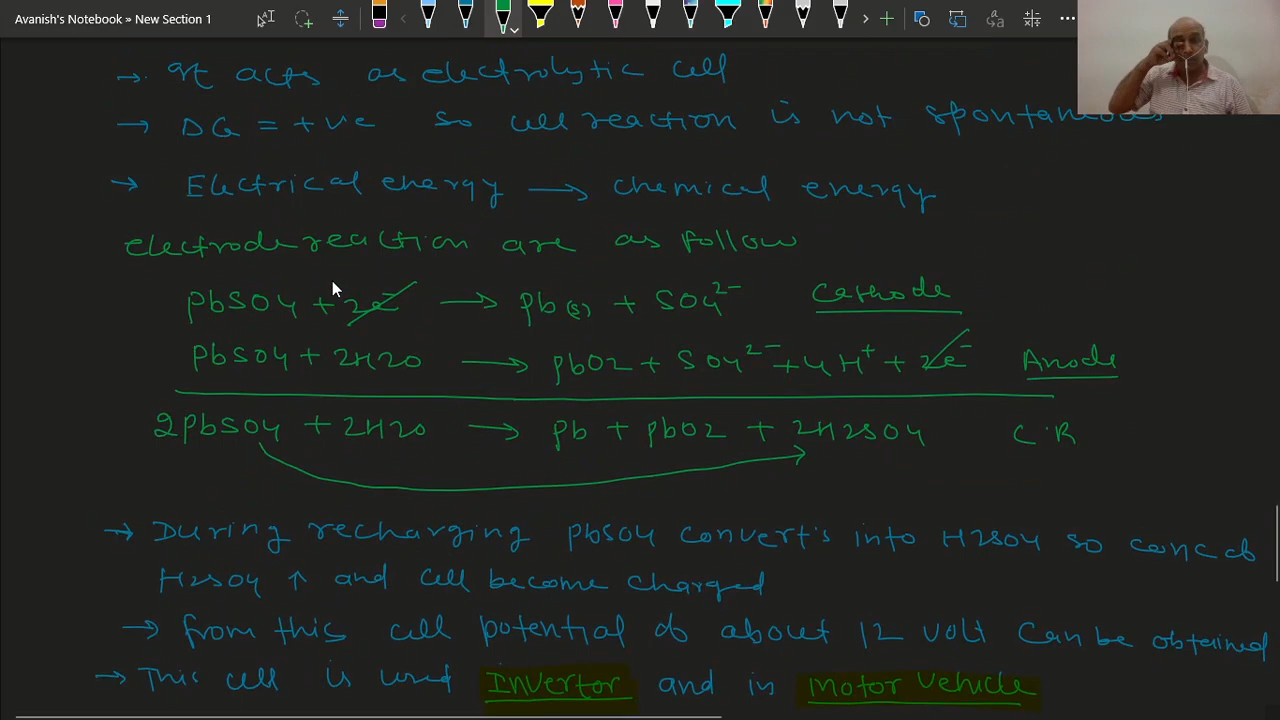 Avanish's Notebook » New Section 1
→ It acts as electrolytic cell
→ DG = +ve so cell reaction is not spontaneous
→ Electrical energy → chemical energy
electrode reaction are as follow
PbSO4 + 2e⁻ → Pb(s) + SO4²⁻ Cathode
PbSO4 + 2H2O → PbO2 + SO4²⁻ + 4H⁺ + 2e⁻ Anode
2PbSO4 + 2H2O → Pb + PbO2 + 2H2SO4 C.R
→ During recharging PbSO4 convert's into H2SO4 so conc of
H2SO4 ↑ and cell become charged
→ from this cell potential of about 12 volt can be obtained
→ This cell is used Invertor and in Motor vehicle